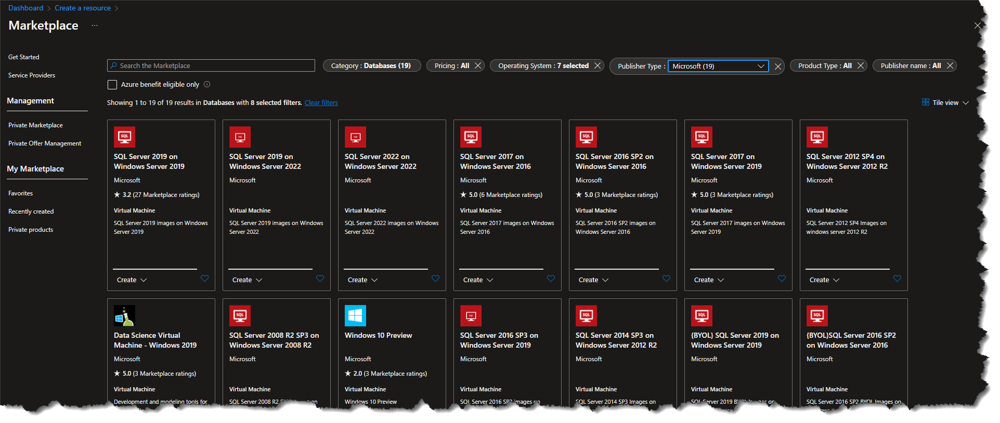 Dashboard > Create a resource >
Marketplace ...
Get Started
Service Providers
Management
Private Marketplace
Private Offer Management
My Marketplace
Favorites
Recently created
Private products
Search the Marketplace
Category : Databases (19)
Pricing : All
Operating System : 7 selected
Publisher Type : Microsoft (19)
Product Type : All
Publisher name : All
Azure benefit eligible only
Showing 1 to 19 of 19 results in Databases with 8 selected filters. Clear filters
Tile view
SQL
SQL Server 2019 on
Windows Server 2019
Microsoft
★ 3.2 (27 Marketplace ratings)
Virtual Machine
SQL Server 2019 images on Windows
Server 2019
Create
SQL
SQL Server 2019 on
Windows Server 2022
Microsoft
Virtual Machine
SQL Server 2019 images on Windows
Server 2022
Create
SQL
SQL Server 2022 on
Windows Server 2022
Microsoft
Virtual Machine
SQL Server 2022 images on Windows
Server 2022
Create
SQL
SQL Server 2017 on
Windows Server 2016
Microsoft
★ 5.0 (6 Marketplace ratings)
Virtual Machine
SQL Server 2017 images on Windows
Server 2016
Create
SQL
SQL Server 2016 SP2 on
Windows Server 2016
Microsoft
★ 5.0 (3 Marketplace ratings)
Virtual Machine
SQL Server 2016 SP2 images on
Windows Server 2016
Create
SQL
SQL Server 2017 on
Windows Server 2019
Microsoft
★ 5.0 (3 Marketplace ratings)
Virtual Machine
SQL Server 2017 images on Windows
Server 2019
Create
SQL
SQL Server 2012 SP4 on
Windows Server 2012 R2
Microsoft
Virtual Machine
SQL Server 2012 SP4 Images on
windows server 2012 R2
Create
Data Science Virtual
Machine - Windows 2019
Microsoft
★ 5.0 (3 Marketplace ratings)
Virtual Machine
Development and modeling tools for
SQL
SQL Server 2008 R2 SP3 on
Windows Server 2008 R2
Microsoft
Virtual Machine
SQL Server 2008 R2 on
Windows 10 Preview
Microsoft
★ 2.0 (3 Marketplace ratings)
Virtual Machine
Windows 10 Preview
SQL
SQL Server 2016 SP3 on
Windows Server 2019
Microsoft
Virtual Machine
SQL Server 2016 SP3 images on
SQL
SQL Server 2014 SP3 on
Windows Server 2012 R2
Microsoft
Virtual Machine
SQL Server 2014 SP3 Images on
SQL
{BYOL} SQL Server 2019 on
Windows Server 2019
Microsoft
Virtual Machine
SQL Server 2019 BYOL Images on
SQL
{BYOL}SQL Server 2016 SP2
on Windows Server 2016
Microsoft
Virtual Machine
SQL Server 2016 SP2 BYOL Images on